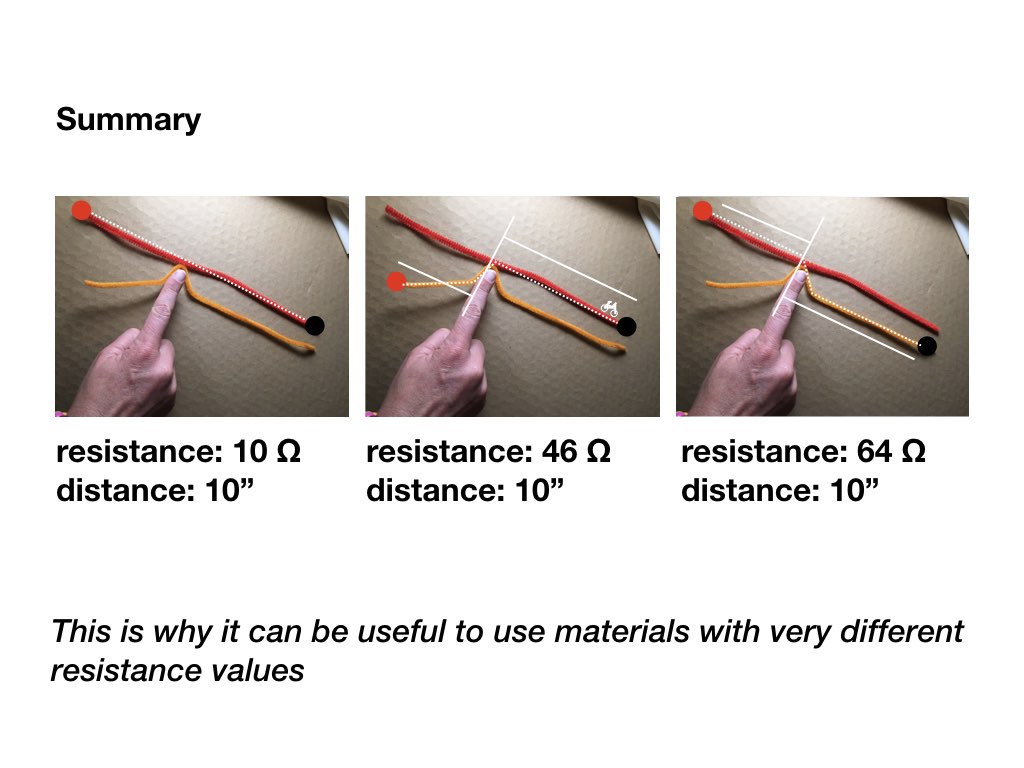 Summary
resistance: 10 Ω
distance: 10”
resistance: 46 Ω
distance: 10”
resistance: 64 Ω
distance: 10”
This is why it can be useful to use materials with very different
resistance values